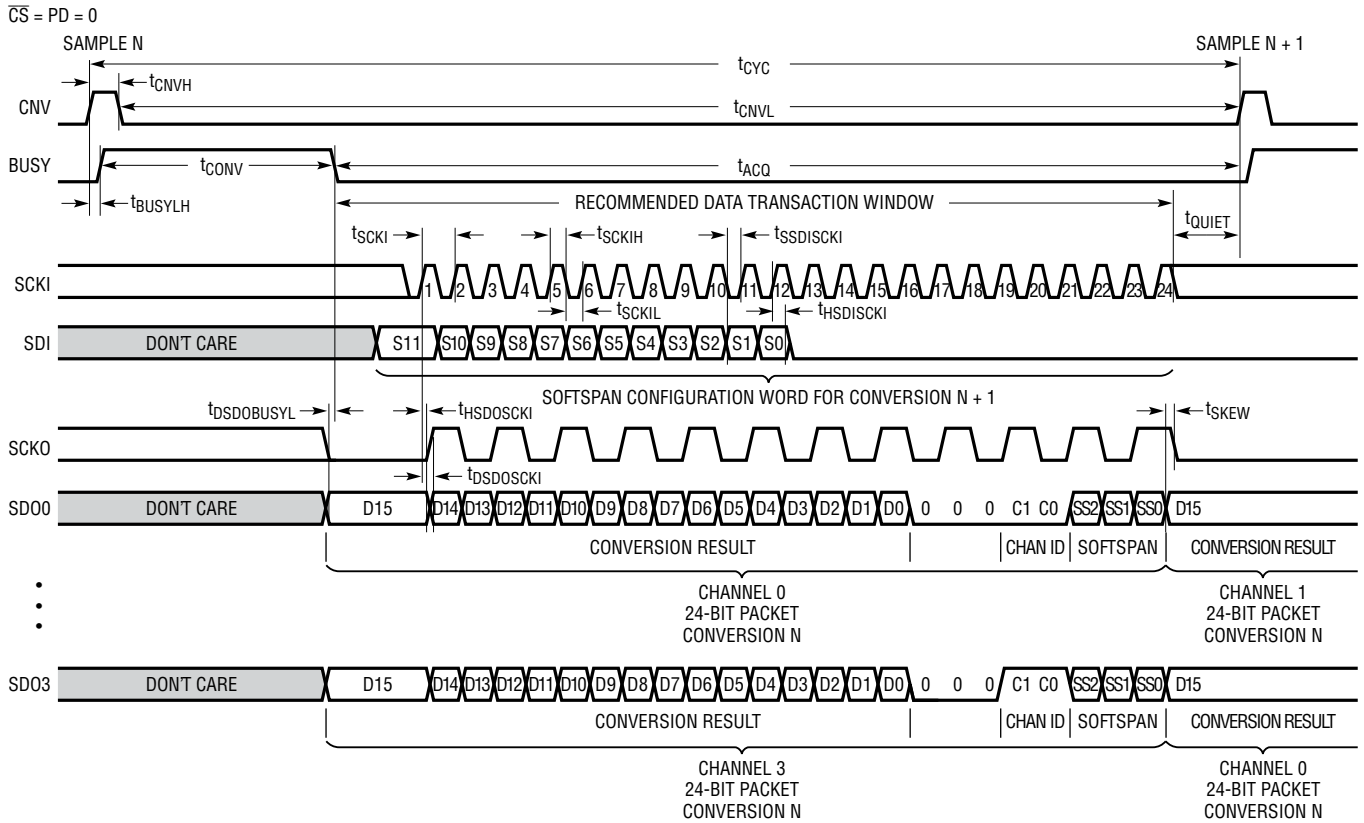 CS = PD = 0
SAMPLE N SAMPLE N + 1
tCYC
tCNVH
CNV tCNVL
BUSY tCONV tACQ
tBUSYLH RECOMMENDED DATA TRANSACTION WINDOW tQUIET
tSCKI tSCKIH tSSDISCKI
SCKI 1 2 3 4 5 6 7 8 9 10 11 12 13 14 15 16 17 18 19 20 21 22 23 24
tSCKIL tHSDISCKI
SDI DON'T CARE S11 S10 S9 S8 S7 S6 S5 S4 S3 S2 S1 S0
SOFTSPAN CONFIGURATION WORD FOR CONVERSION N + 1
tDSDOBUSYL tHSDOSCKI tSKEW
SCKO
tDSDOSCKI
SDO0 DON'T CARE D15 D14 D13 D12 D11 D10 D9 D8 D7 D6 D5 D4 D3 D2 D1 D0 0 0 0 C1 C0 SS2 SS1 SS0 D15
CONVERSION RESULT CHAN ID SOFTSPAN CONVERSION RESULT
CHANNEL 0 CHANNEL 1
24-BIT PACKET 24-BIT PACKET
CONVERSION N CONVERSION N
SDO3 DON'T CARE D15 D14 D13 D12 D11 D10 D9 D8 D7 D6 D5 D4 D3 D2 D1 D0 0 0 0 C1 C0 SS2 SS1 SS0 D15
CONVERSION RESULT CHAN ID SOFTSPAN CONVERSION RESULT
CHANNEL 3 CHANNEL 0
24-BIT PACKET 24-BIT PACKET
CONVERSION N CONVERSION N